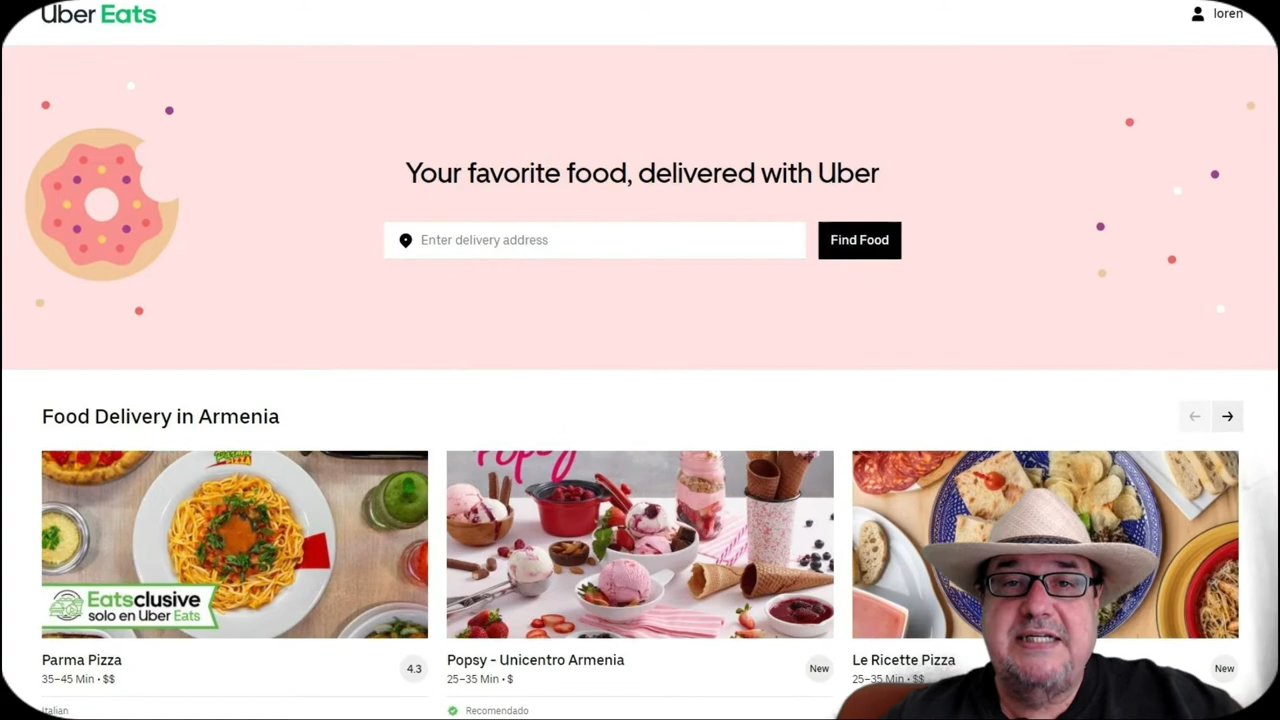 Uber Eats
loren
Your favorite food, delivered with Uber
Enter delivery address
Find Food
Food Delivery in Armenia
PIZZA
Popsy
Eatsclusive
solo en Uber Eats
Parma Pizza
4.3
35–45 Min • $$
Italian
Popsy - Unicentro Armenia
New
25–35 Min • $
Recomendado
Le Ricette Pizza
New
25–35 Min • $$